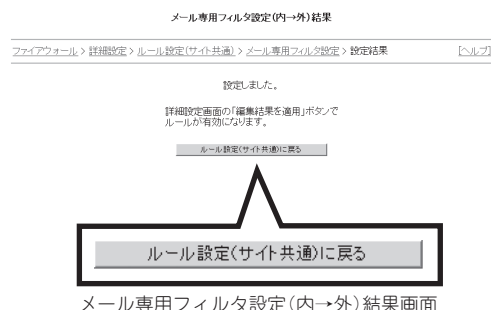 メール専用フィルタ設定(内→外)結果
ファイアウォール > 詳細設定 > ルール設定(サイト共通) > メール専用フィルタ設定 > 設定結果 [ヘルプ]
設定しました。
詳細設定画面の「編集結果を適用」ボタンで
ルールが有効になります。
ルール設定(サイト共通)に戻る
ルール設定(サイト共通)に戻る
メール専用フィルタ設定(内→外)結果画面